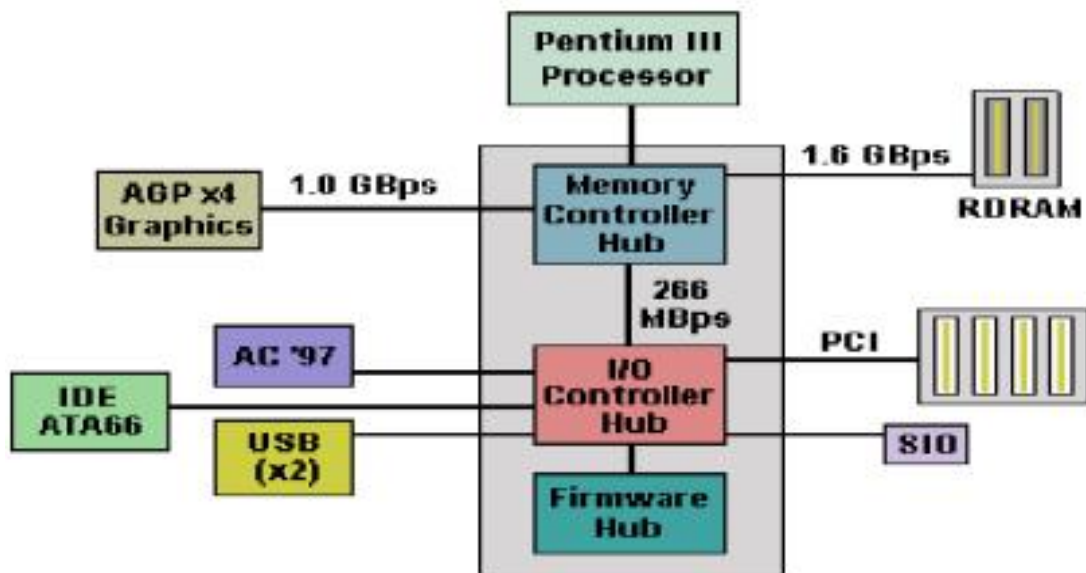 Pentium III
Processor
1.6 GBps
RDRAM
1.0 GBps
AGP x4
Graphics
Memory
Controller
Hub
266
MBps
AC '97
I/O
Controller
Hub
PCI
IDE
ATA66
USB
(x2)
SIO
Firmware
Hub